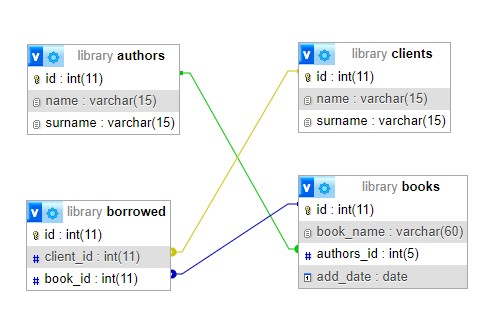 library authors
id : int(11)
name : varchar(15)
surname : varchar(15)
library clients
id : int(11)
name : varchar(15)
surname : varchar(15)
library borrowed
id : int(11)
# client_id : int(11)
# book_id : int(11)
library books
id : int(11)
book_name : varchar(60)
# authors_id : int(5)
add_date : date